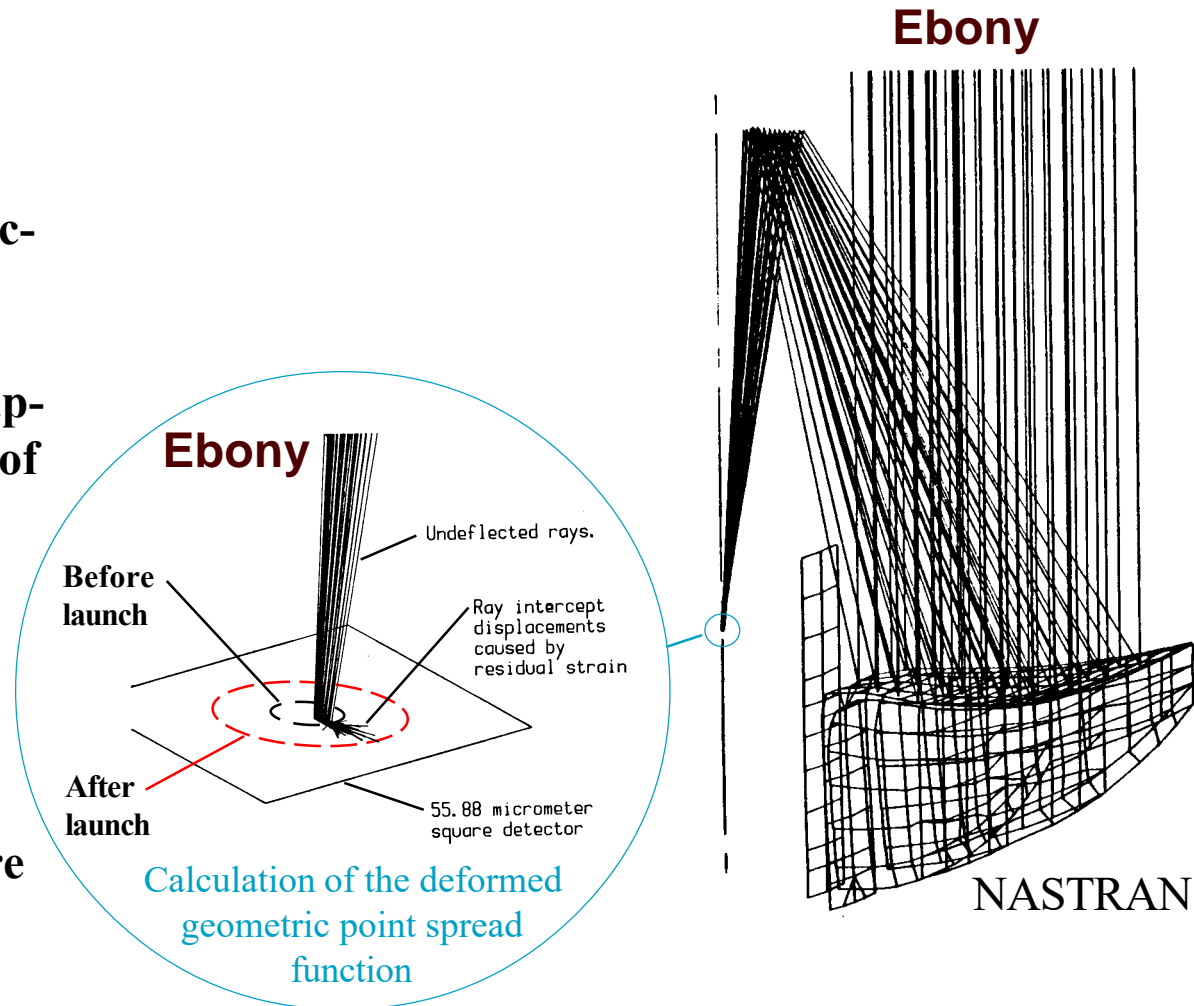 Ebony
c-
p-
of
Ebony
Undeflected rays.
Before
launch
Ray intercept
displacements
caused by
residual strain
After
launch
55.88 micrometer
square detector
re
Calculation of the deformed
geometric point spread
function
NASTRAN